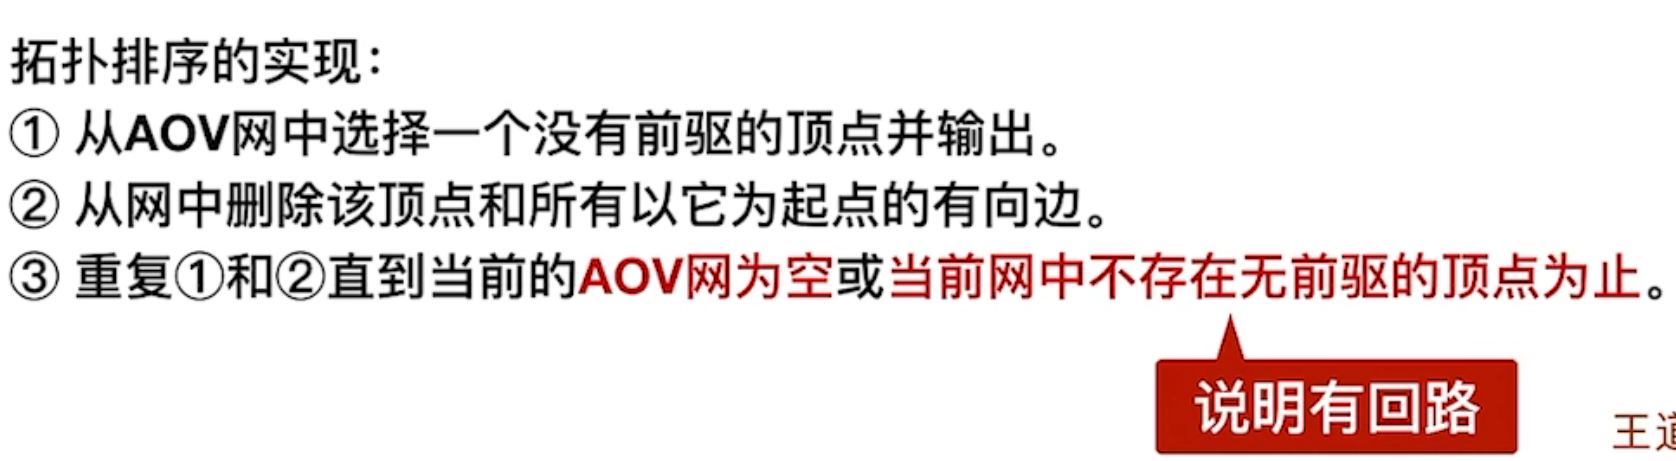 拓扑排序的实现：
① 从AOV网中选择一个没有前驱的顶点并输出。
② 从网中删除该顶点和所有以它为起点的有向边。
③ 重复①和②直到当前的AOV网为空或当前网中不存在无前驱的顶点为止。
说明有回路
王道